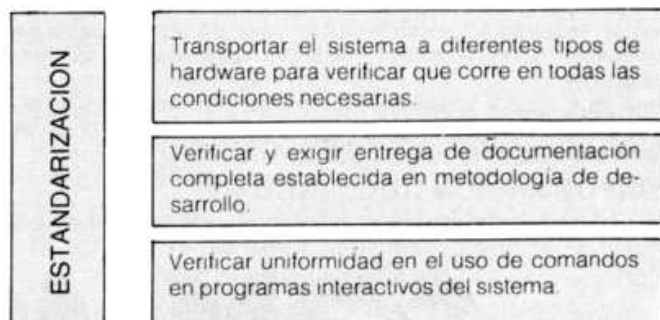 ESTANDARIZACION
Transportar el sistema a diferentes tipos de
hardware para verificar que corre en todas las
condiciones necesarias.
Verificar y exigir entrega de documentación
completa establecida en metodología de de-
sarrollo.
Verificar uniformidad en el uso de comandos
en programas interactivos del sistema.